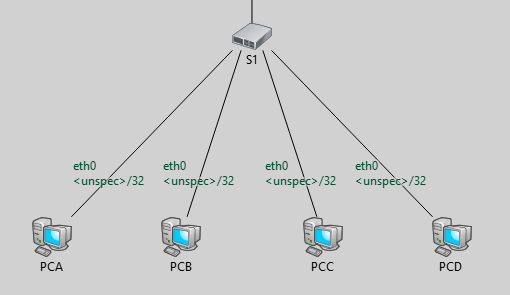 S1
eth0
<unspec>/32
eth0
<unspec>/32
eth0
<unspec>/32
eth0
<unspec>/32
PCA
PCB
PCC
PCD